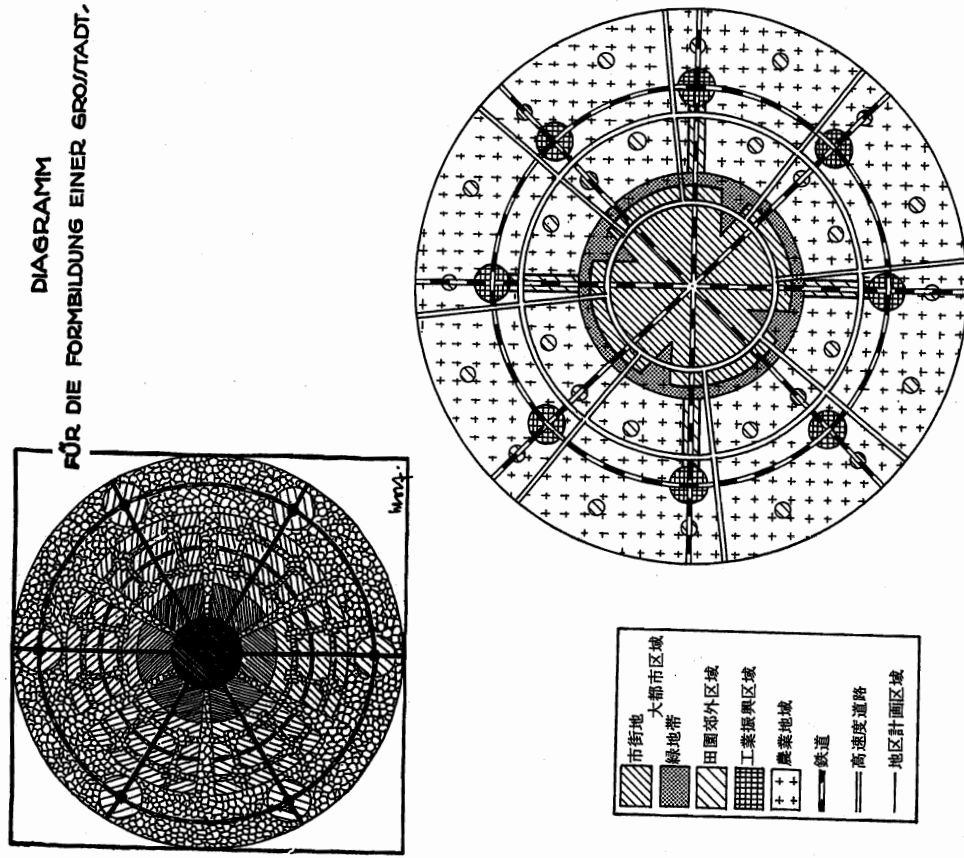 DIAGRAMM
FÜR DIE FORMBILDUNG EINER GROSSTADT.
市街地
大都市区域
緑地帯
田園郊外区域
工業振興区域
農業地域
鉄道
高速度道路
地区計画区域